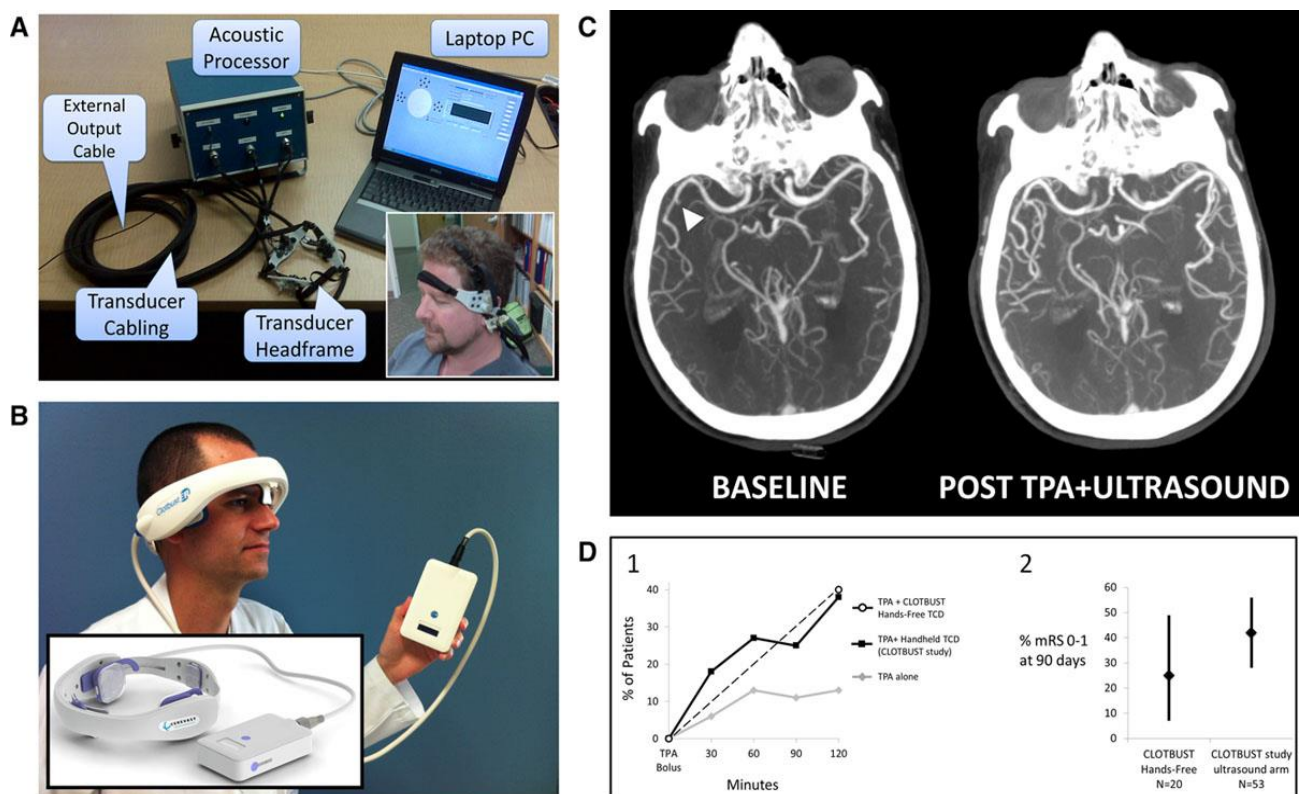 A
Acoustic
Processor
Laptop PC
External
Output
Cable
Transducer
Cabling
Transducer
Headframe
B
Clotbust
CEREVAST
C
BASELINE
POST TPA+ULTRASOUND
D
1
% of Patients
40
30
20
10
0
TPA
Bolus
30
60
90
120
Minutes
TPA + CLOTBUST
Hands-Free TCD
TPA+ Handheld TCD
(CLOTBUST study)
TPA alone
2
% mRS 0-1
at 90 days
60
50
40
30
20
10
0
CLOTBUST
Hands-Free
N=20
CLOTBUST study
ultrasound arm
N=53